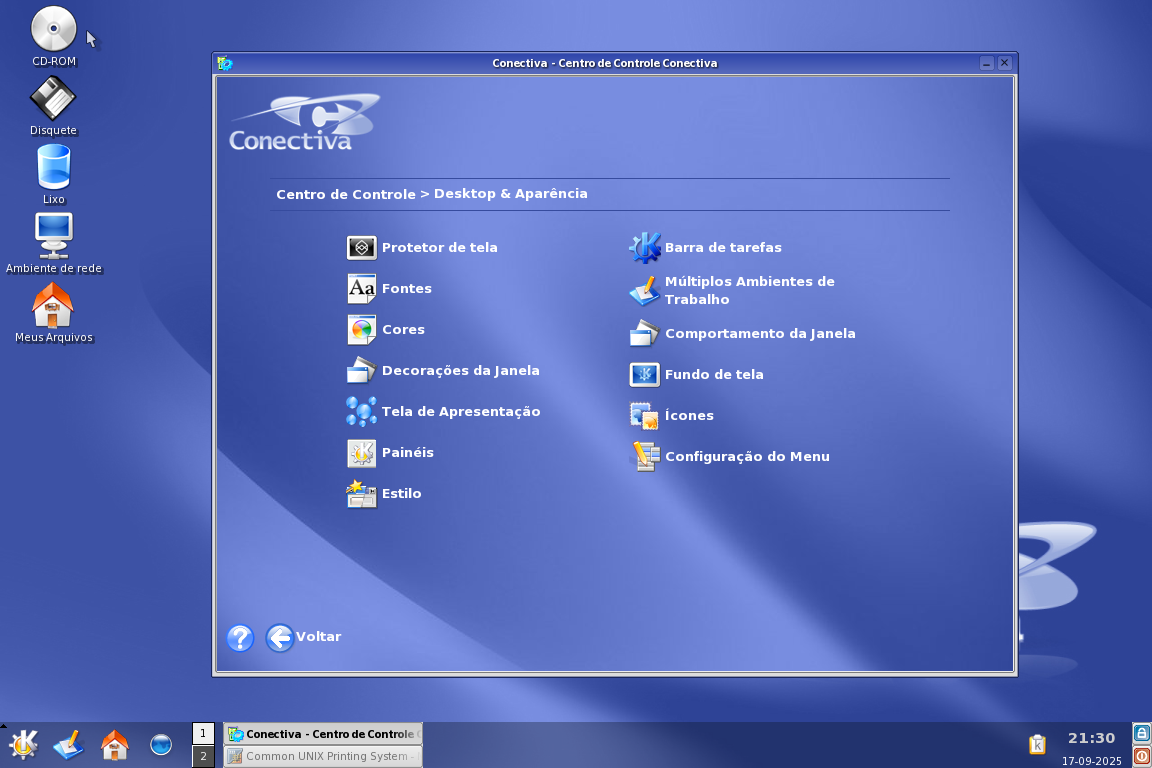 CD-ROM
Disquete
Lixo
Ambiente de rede
Meus Arquivos
Conectiva - Centro de Controle Conectiva
Conectiva
Centro de Controle > Desktop & Aparência
Protetor de tela
Fontes
Cores
Decorações da Janela
Tela de Apresentação
Painéis
Estilo
Barra de tarefas
Múltiplos Ambientes de
Trabalho
Comportamento da Janela
Fundo de tela
Ícones
Configuração do Menu
? Voltar
1
2
Conectiva - Centro de Controle
Common UNIX Printing System -
21:30
17-09-2025